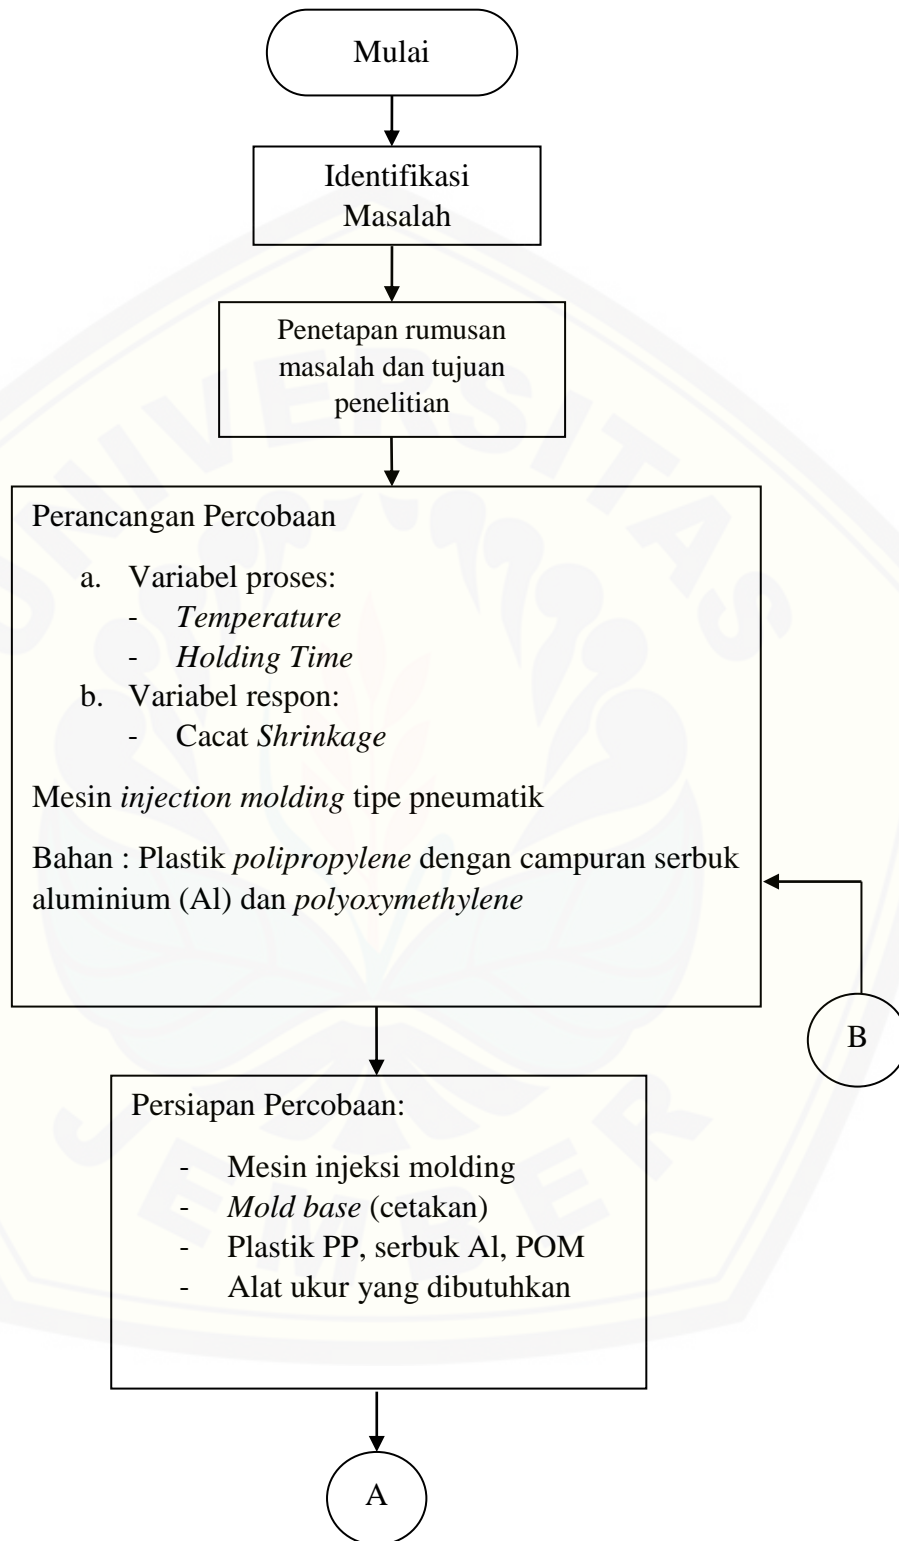 Mulai
Identifikasi
Masalah
Penetapan rumusan
masalah dan tujuan
penelitian
Perancangan Percobaan
a. Variabel proses:
- Temperature
- Holding Time
b. Variabel respon:
- Cacat Shrinkage
Mesin injection molding tipe pneumatik
Bahan : Plastik polipropylene dengan campuran serbuk
aluminium (Al) dan polyoxymethylene
B
Persiapan Percobaan:
- Mesin injeksi molding
- Mold base (cetakan)
- Plastik PP, serbuk Al, POM
- Alat ukur yang dibutuhkan
A
UNIVERSITAS
JEMBER